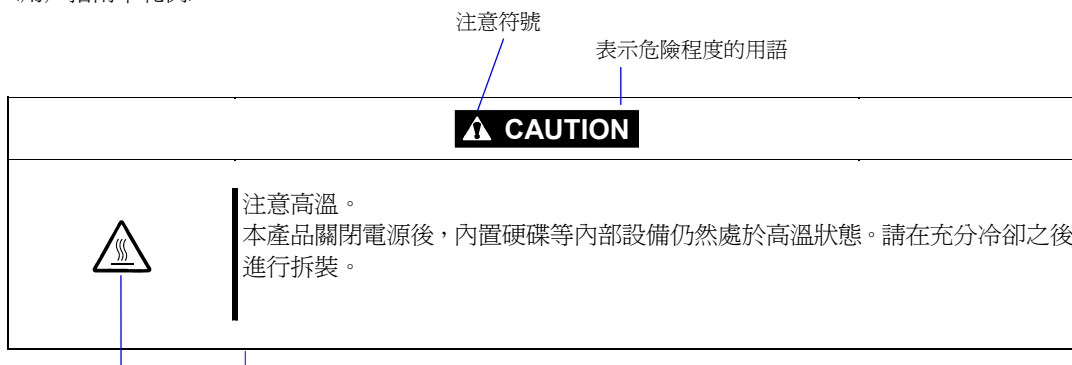 注意符號
表示危險程度的用語
CAUTION
注意高溫。
本產品關閉電源後，內置硬碟等內部設備仍然處於高溫狀態。請在充分冷卻之後
進行拆裝。